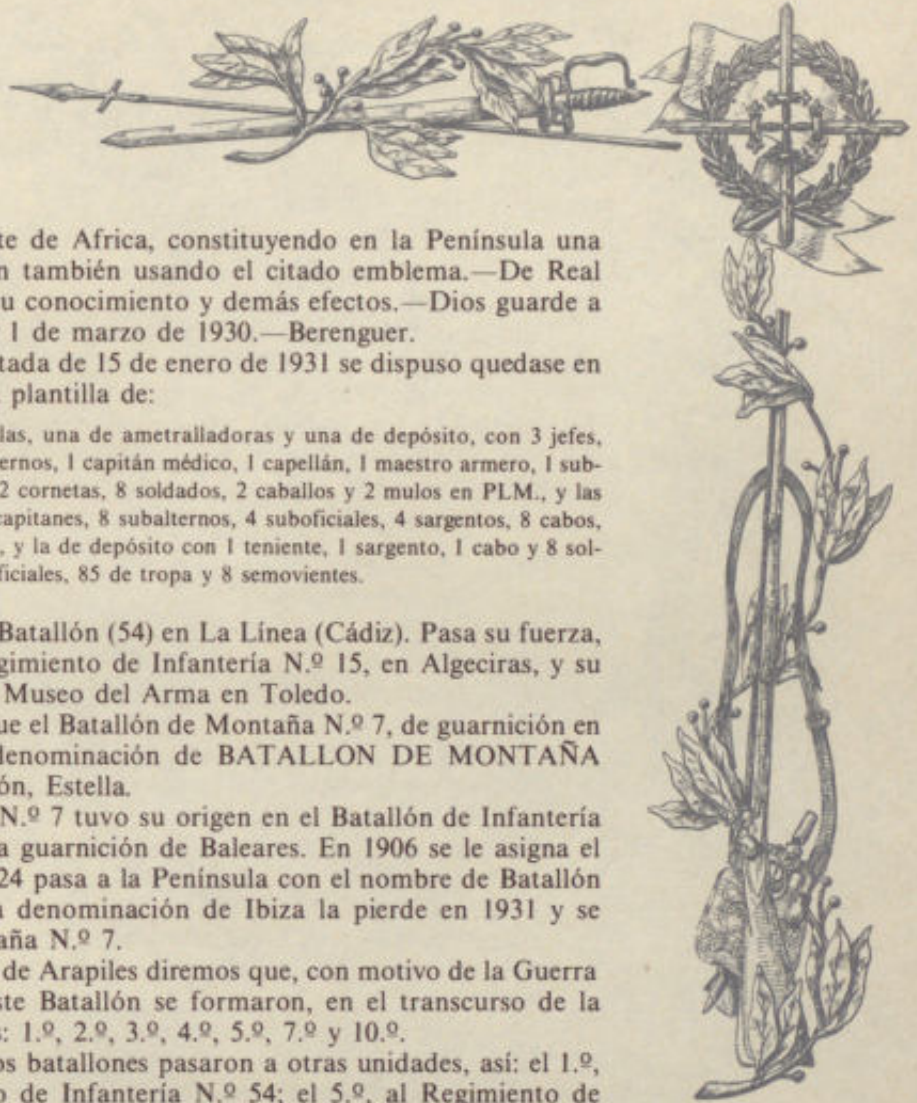 te de Africa, constituyendo en la Península una
n también usando el citado emblema.—De Real
u conocimiento y demás efectos.—Dios guarde a
1 de marzo de 1930.—Berenguer.
tada de 15 de enero de 1931 se dispuso quedase en
plantilla de:
las, una de ametralladoras y una de depósito, con 3 jefes,
ernos, 1 capitán médico, 1 capellán, 1 maestro armero, 1 sub-
2 cornetas, 8 soldados, 2 caballos y 2 mulos en PLM., y las
capitanes, 8 subalternos, 4 suboficiales, 4 sargentos, 8 cabos,
, y la de depósito con 1 teniente, 1 sargento, 1 cabo y 8 sol-
ficiales, 85 de tropa y 8 semovientes.
Batallón (54) en La Línea (Cádiz). Pasa su fuerza,
gimiento de Infantería N.º 15, en Algeciras, y su
Museo del Arma en Toledo.
ue el Batallón de Montaña N.º 7, de guarnición en
denominación de BATALLON DE MONTAÑA
ón, Estella.
N.º 7 tuvo su origen en el Batallón de Infantería
a guarnición de Baleares. En 1906 se le asigna el
24 pasa a la Península con el nombre de Batallón
a denominación de Ibiza la pierde en 1931 y se
aña N.º 7.
de Arapiles diremos que, con motivo de la Guerra
ste Batallón se formaron, en el transcurso de la
s: 1.º, 2.º, 3.º, 4.º, 5.º, 7.º y 10.º.
os batallones pasaron a otras unidades, así: el 1.º,
o de Infantería N.º 54; el 5.º, al Regimiento de